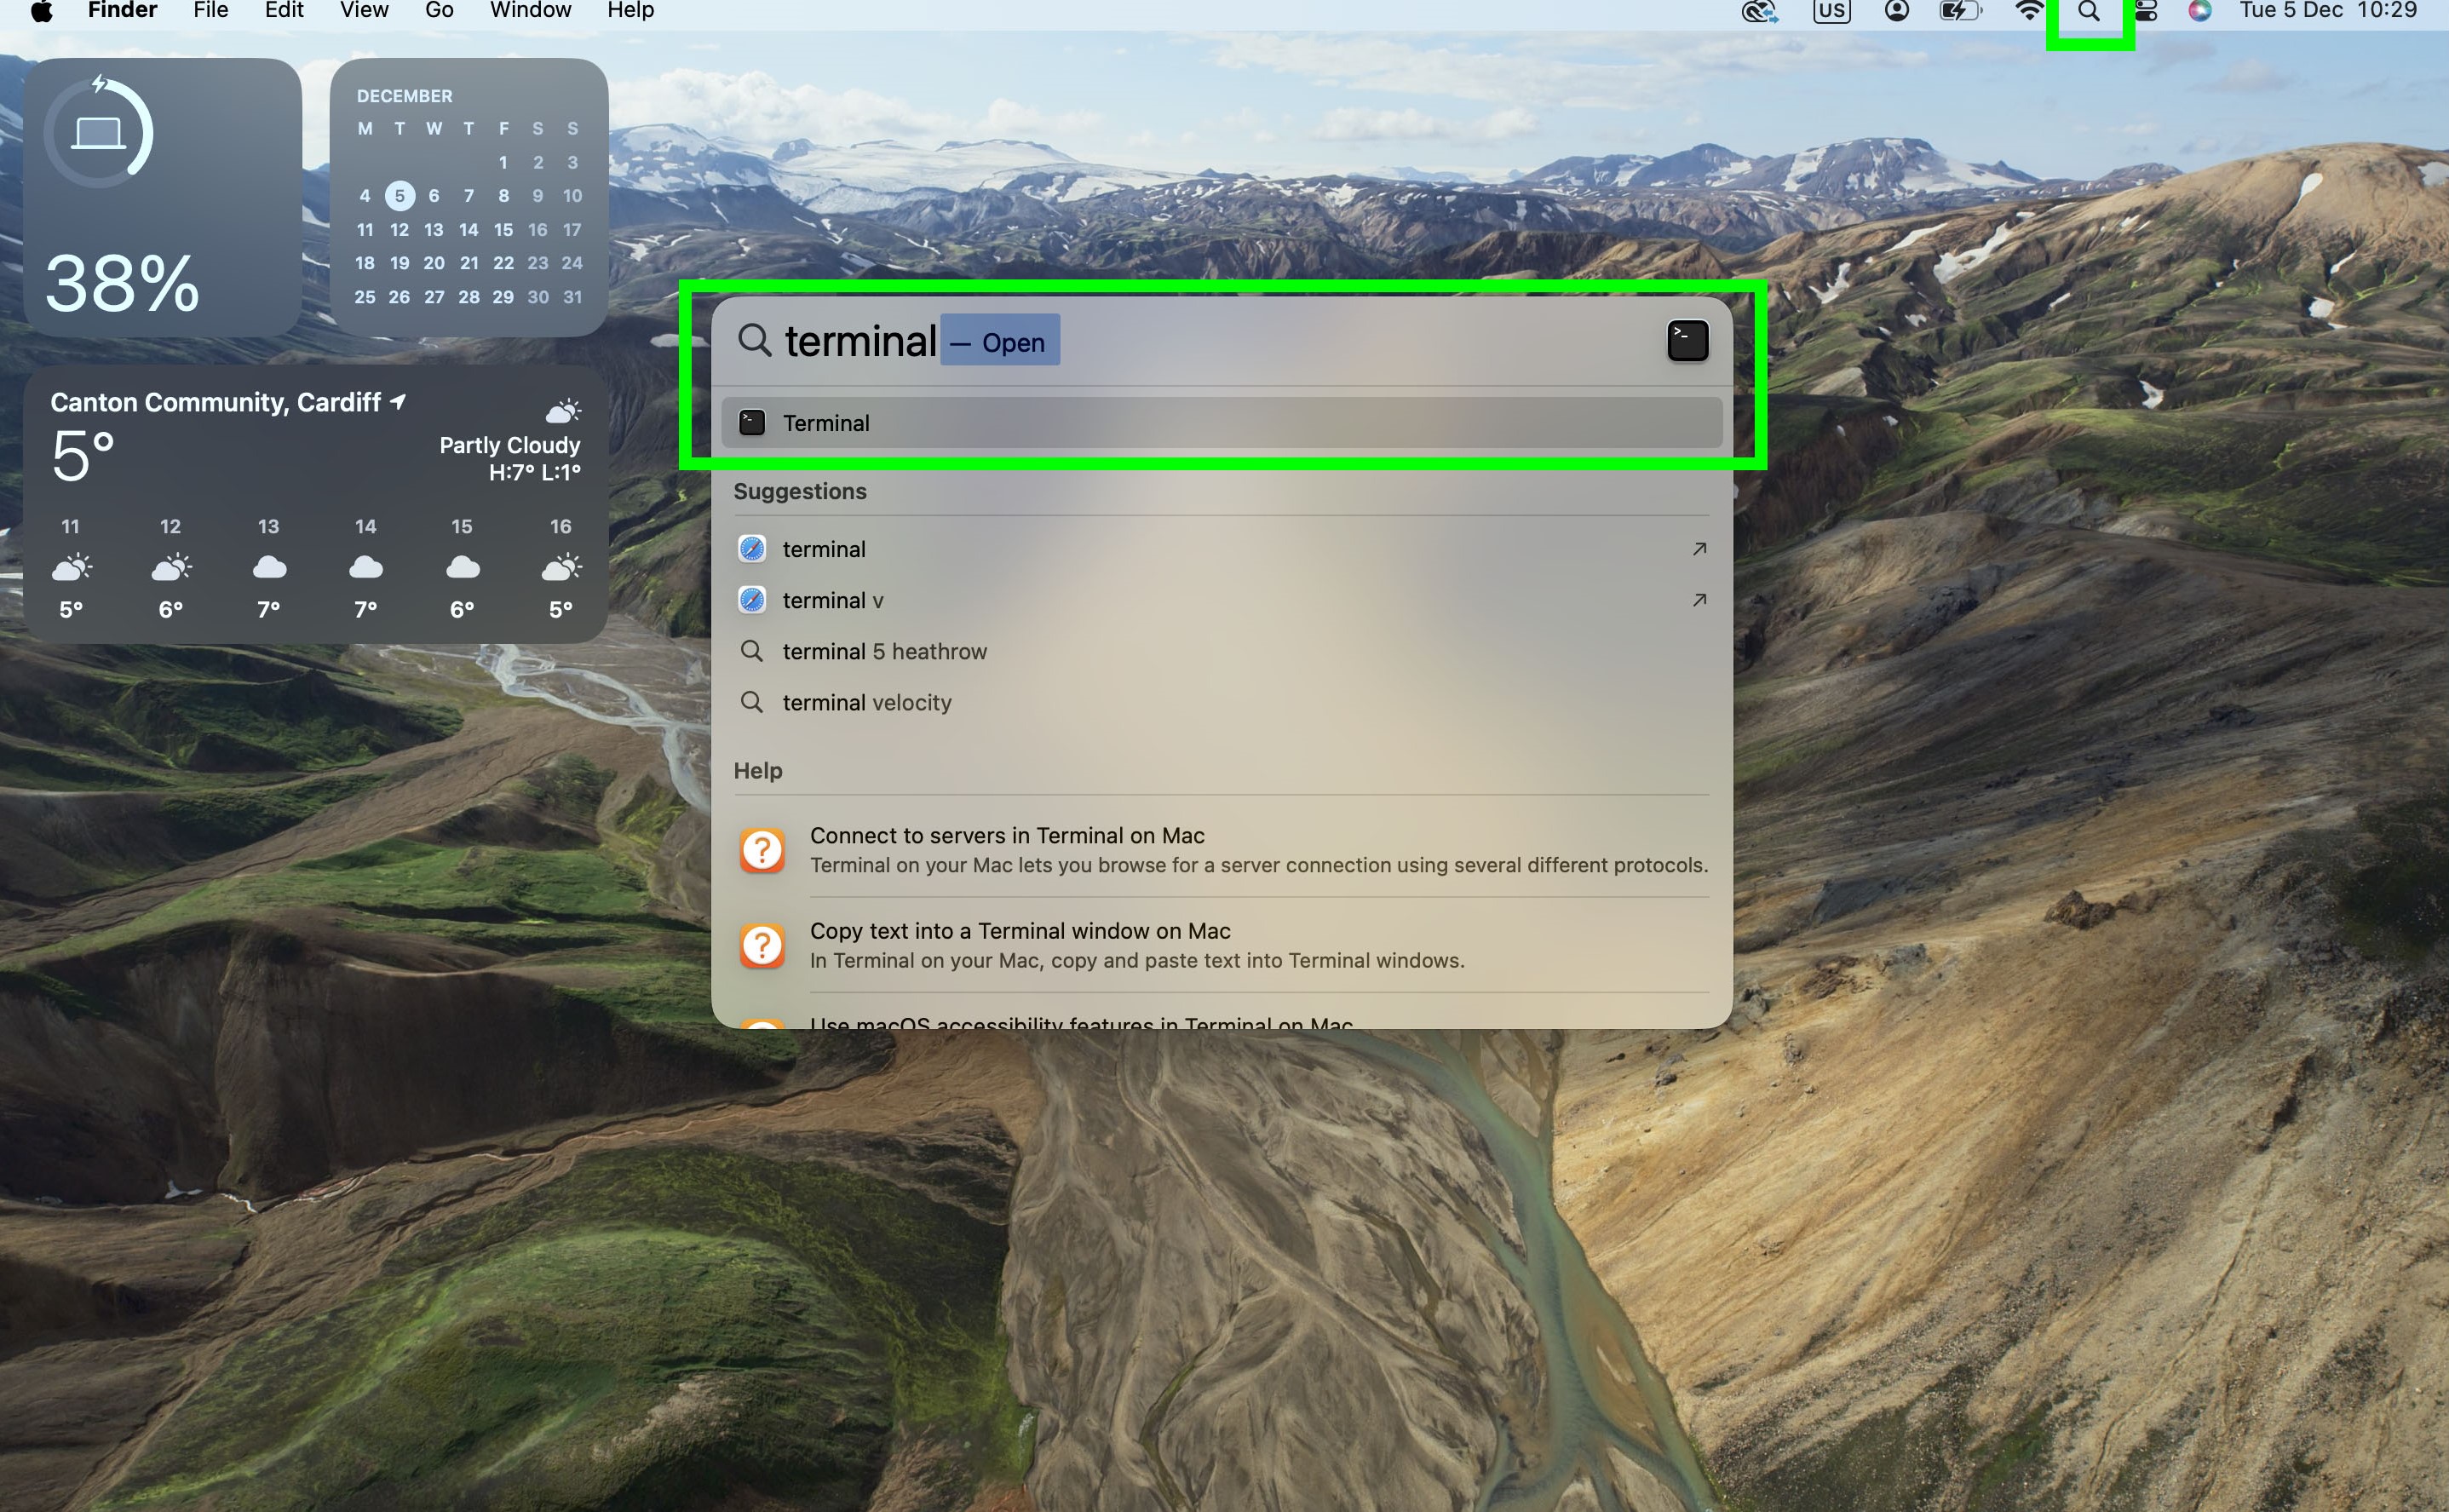 Finder File Edit View Go Window Help
US
Tue 5 Dec 10:29
38%
DECEMBER
M T W T F S S
1 2 3
4 5 6 7 8 9 10
11 12 13 14 15 16 17
18 19 20 21 22 23 24
25 26 27 28 29 30 31
Canton Community, Cardiff
5°
Partly Cloudy
H:7° L:1°
11 12 13 14 15 16
5° 6° 7° 7° 6° 5°
terminal — Open
Terminal
Suggestions
terminal
terminal v
terminal 5 heathrow
terminal velocity
Help
Connect to servers in Terminal on Mac
Terminal on your Mac lets you browse for a server connection using several different protocols.
Copy text into a Terminal window on Mac
In Terminal on your Mac, copy and paste text into Terminal windows.
Use macOS accessibility features in Terminal on Mac